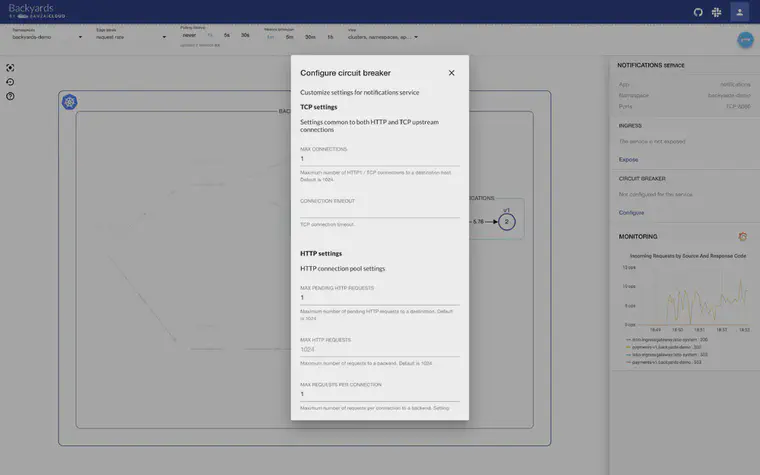 Backyards
BY BANZAI CLOUD
Namespaces
backyards-demo
Edge labels
request rate
Polling interval
never 1s 5s 30s
1m 5m 30m 1h
View
clusters, namespaces, ap...
Configure circuit breaker
Customize settings for notifications service
TCP settings
Settings common to both HTTP and TCP upstream
connections
MAX CONNECTIONS
1
Maximum number of HTTP1 / TCP connections to a destination host.
Default is 1024.
CONNECTION TIMEOUT
TCP connection timeout.
HTTP settings
HTTP connection pool settings
MAX PENDING HTTP REQUESTS
1
Maximum number of pending HTTP requests to a destination. Default
is 1024.
MAX HTTP REQUESTS
1024
Maximum number of requests to a backend. Default is 1024.
MAX REQUESTS PER CONNECTION
1
Maximum number of requests per connection to a backend. Setting
v1
5.76
2
NOTIFICATIONS SERVICE
App notifications
Namespace backyards-demo
Ports
INGRESS
The service is not exposed
Expose
CIRCUIT BREAKER
Not configured for this service.
Configure
MONITORING
Incoming Requests by Source And Response Code